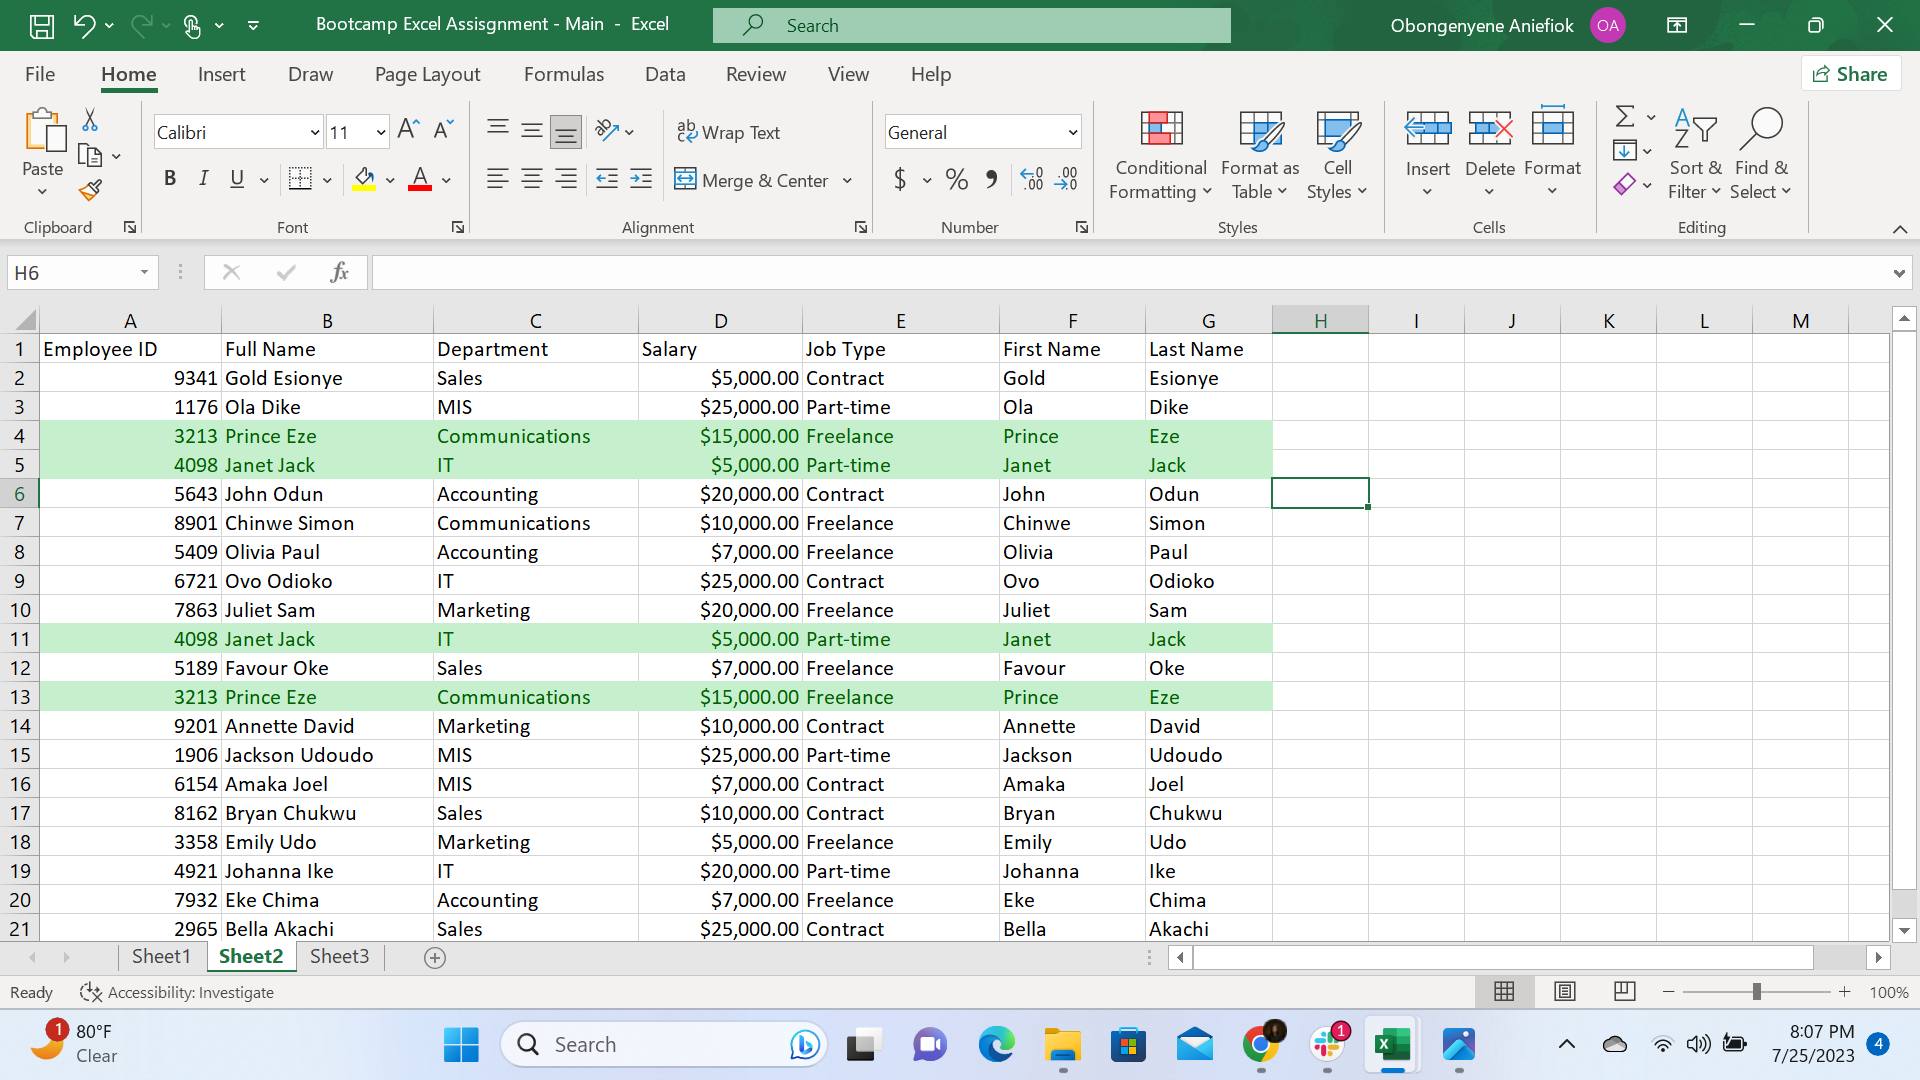 Bootcamp Excel Assisgnment - Main - Excel
Search
Obongenyene Aniefiok
OA
File Home Insert Draw Page Layout Formulas Data Review View Help
Share
Paste
Clipboard
Calibri 11
B I U
Font
Wrap Text
Merge & Center
Alignment
General
$ % ,
Number
Conditional Formatting
Format as Table
Cell Styles
Styles
Insert Delete Format
Cells
Sort & Filter
Find & Select
Editing
H6
fx
A B C D E F G H I J K L M
1 Employee ID Full Name Department Salary Job Type First Name Last Name
2 9341 Gold Esionye Sales $5,000.00 Contract Gold Esionye
3 1176 Ola Dike MIS $25,000.00 Part-time Ola Dike
4 3213 Prince Eze Communications $15,000.00 Freelance Prince Eze
5 4098 Janet Jack IT $5,000.00 Part-time Janet Jack
6 5643 John Odun Accounting $20,000.00 Contract John Odun
7 8901 Chinwe Simon Communications $10,000.00 Freelance Chinwe Simon
8 5409 Olivia Paul Accounting $7,000.00 Freelance Olivia Paul
9 6721 Ovo Odioko IT $25,000.00 Contract Ovo Odioko
10 7863 Juliet Sam Marketing $20,000.00 Freelance Juliet Sam
11 4098 Janet Jack IT $5,000.00 Part-time Janet Jack
12 5189 Favour Oke Sales $7,000.00 Freelance Favour Oke
13 3213 Prince Eze Communications $15,000.00 Freelance Prince Eze
14 9201 Annette David Marketing $10,000.00 Contract Annette David
15 1906 Jackson Udoudo MIS $25,000.00 Part-time Jackson Udoudo
16 6154 Amaka Joel MIS $7,000.00 Contract Amaka Joel
17 8162 Bryan Chukwu Sales $10,000.00 Contract Bryan Chukwu
18 3358 Emily Udo Marketing $5,000.00 Freelance Emily Udo
19 4921 Johanna Ike IT $20,000.00 Part-time Johanna Ike
20 7932 Eke Chima Accounting $7,000.00 Freelance Eke Chima
21 2965 Bella Akachi Sales $25,000.00 Contract Bella Akachi
Sheet1 Sheet2 Sheet3
Ready Accessibility: Investigate 100%
1 80°F
Clear
Search
1
8:07 PM
7/25/2023
4